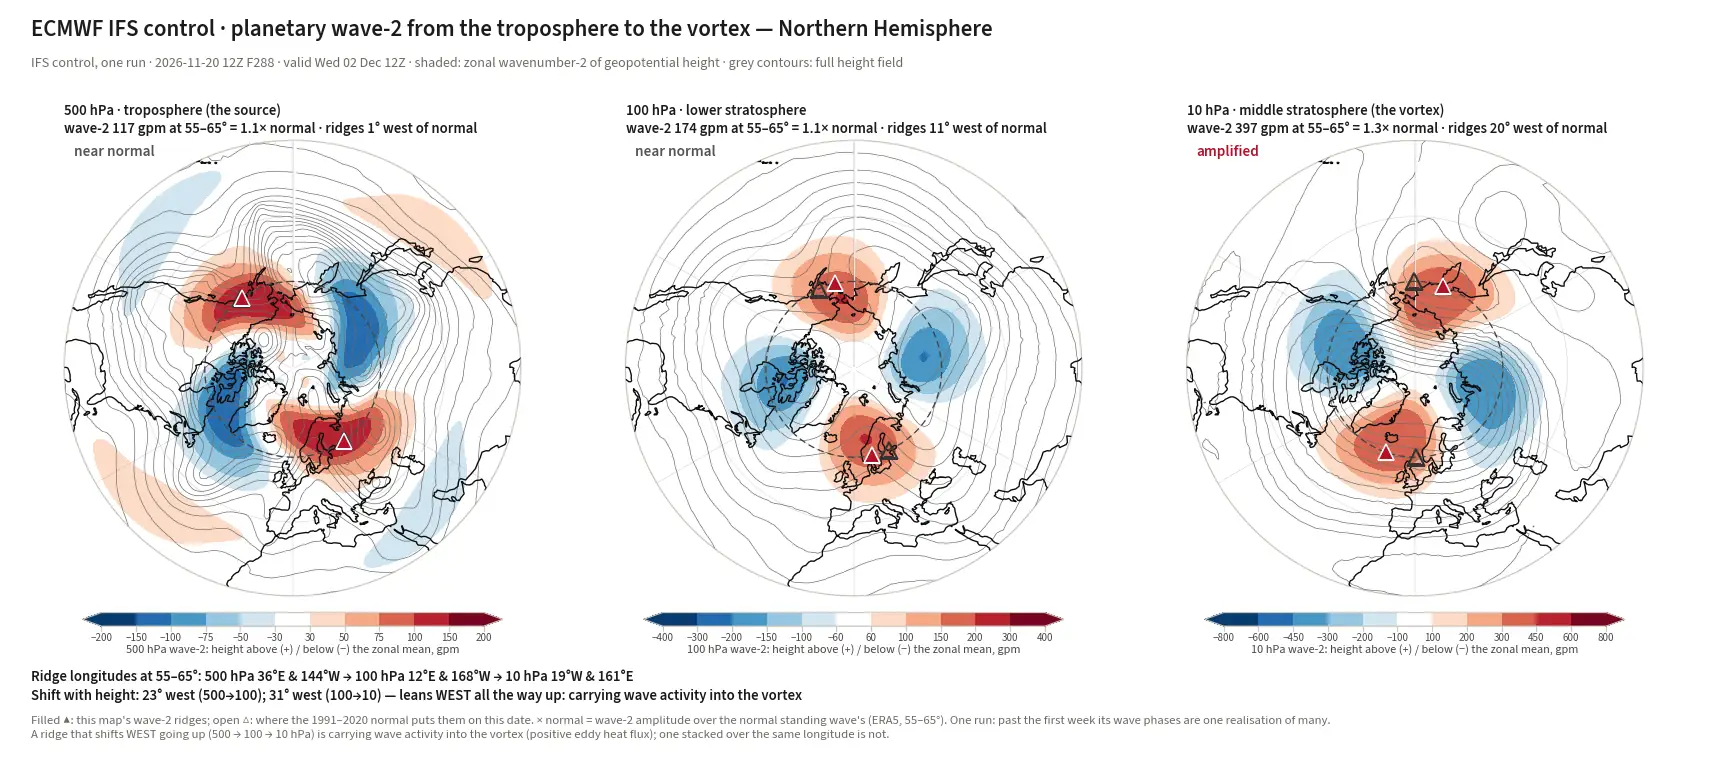 ECMWF IFS control · planetary wave-2 from the troposphere to the vortex — Northern Hemisphere
IFS control, one run · 2026-11-20 12Z F288 · valid Wed 02 Dec 12Z · shaded: zonal wavenumber-2 of geopotential height · grey contours: full height field
500 hPa · troposphere (the source)
wave-2 117 gpm at 55–65° = 1.1× normal · ridges 1° west of normal
near normal
100 hPa · lower stratosphere
wave-2 174 gpm at 55–65° = 1.1× normal · ridges 11° west of normal
near normal
10 hPa · middle stratosphere (the vortex)
wave-2 397 gpm at 55–65° = 1.3× normal · ridges 20° west of normal
amplified
−200 −150 −100 −75 −50 −30 30 50 75 100 150 200
500 hPa wave-2: height above (+) / below (−) the zonal mean, gpm
−400 −300 −200 −150 −100 −60 60 100 150 200 300 400
100 hPa wave-2: height above (+) / below (−) the zonal mean, gpm
−800 −600 −450 −300 −200 −100 100 200 300 450 600 800
10 hPa wave-2: height above (+) / below (−) the zonal mean, gpm
Ridge longitudes at 55–65°: 500 hPa 36°E & 144°W → 100 hPa 12°E & 168°W → 10 hPa 19°W & 161°E
Shift with height: 23° west (500→100); 31° west (100→10) — leans WEST all the way up: carrying wave activity into the vortex
Filled ▲: this map's wave-2 ridges; open △: where the 1991–2020 normal puts them on this date. × normal = wave-2 amplitude over the normal standing wave's (ERA5, 55–65°). One run: past the first week its wave phases are one realisation of many.
A ridge that shifts WEST going up (500 → 100 → 10 hPa) is carrying wave activity into the vortex (positive eddy heat flux); one stacked over the same longitude is not.